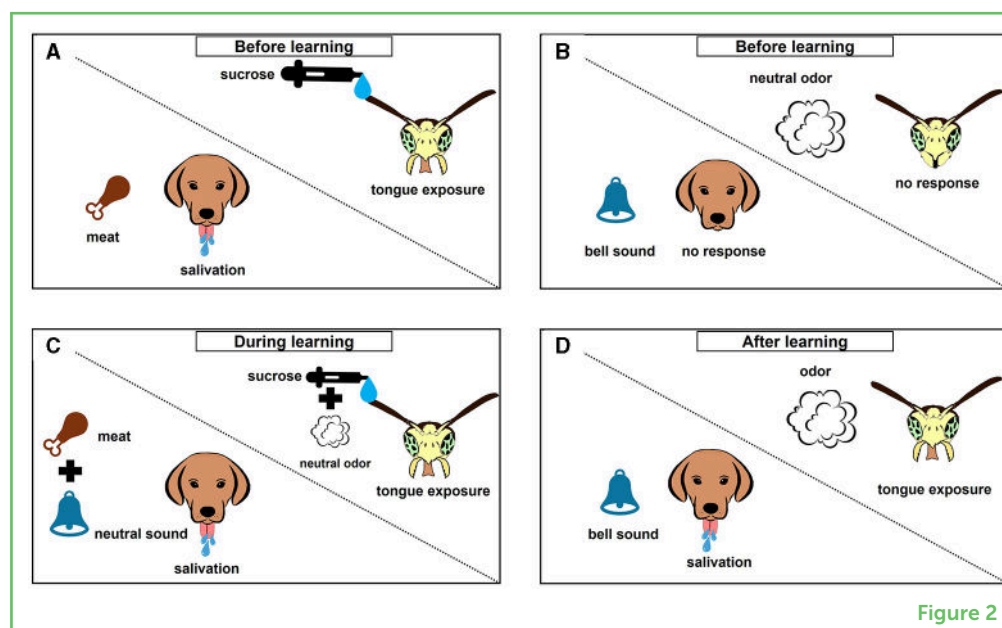 A
Before learning
sucrose
tongue exposure
meat
salivation
B
Before learning
neutral odor
no response
bell sound
no response
C
During learning
sucrose
neutral odor
tongue exposure
meat
neutral sound
salivation
D
After learning
odor
tongue exposure
bell sound
salivation
Figure 2